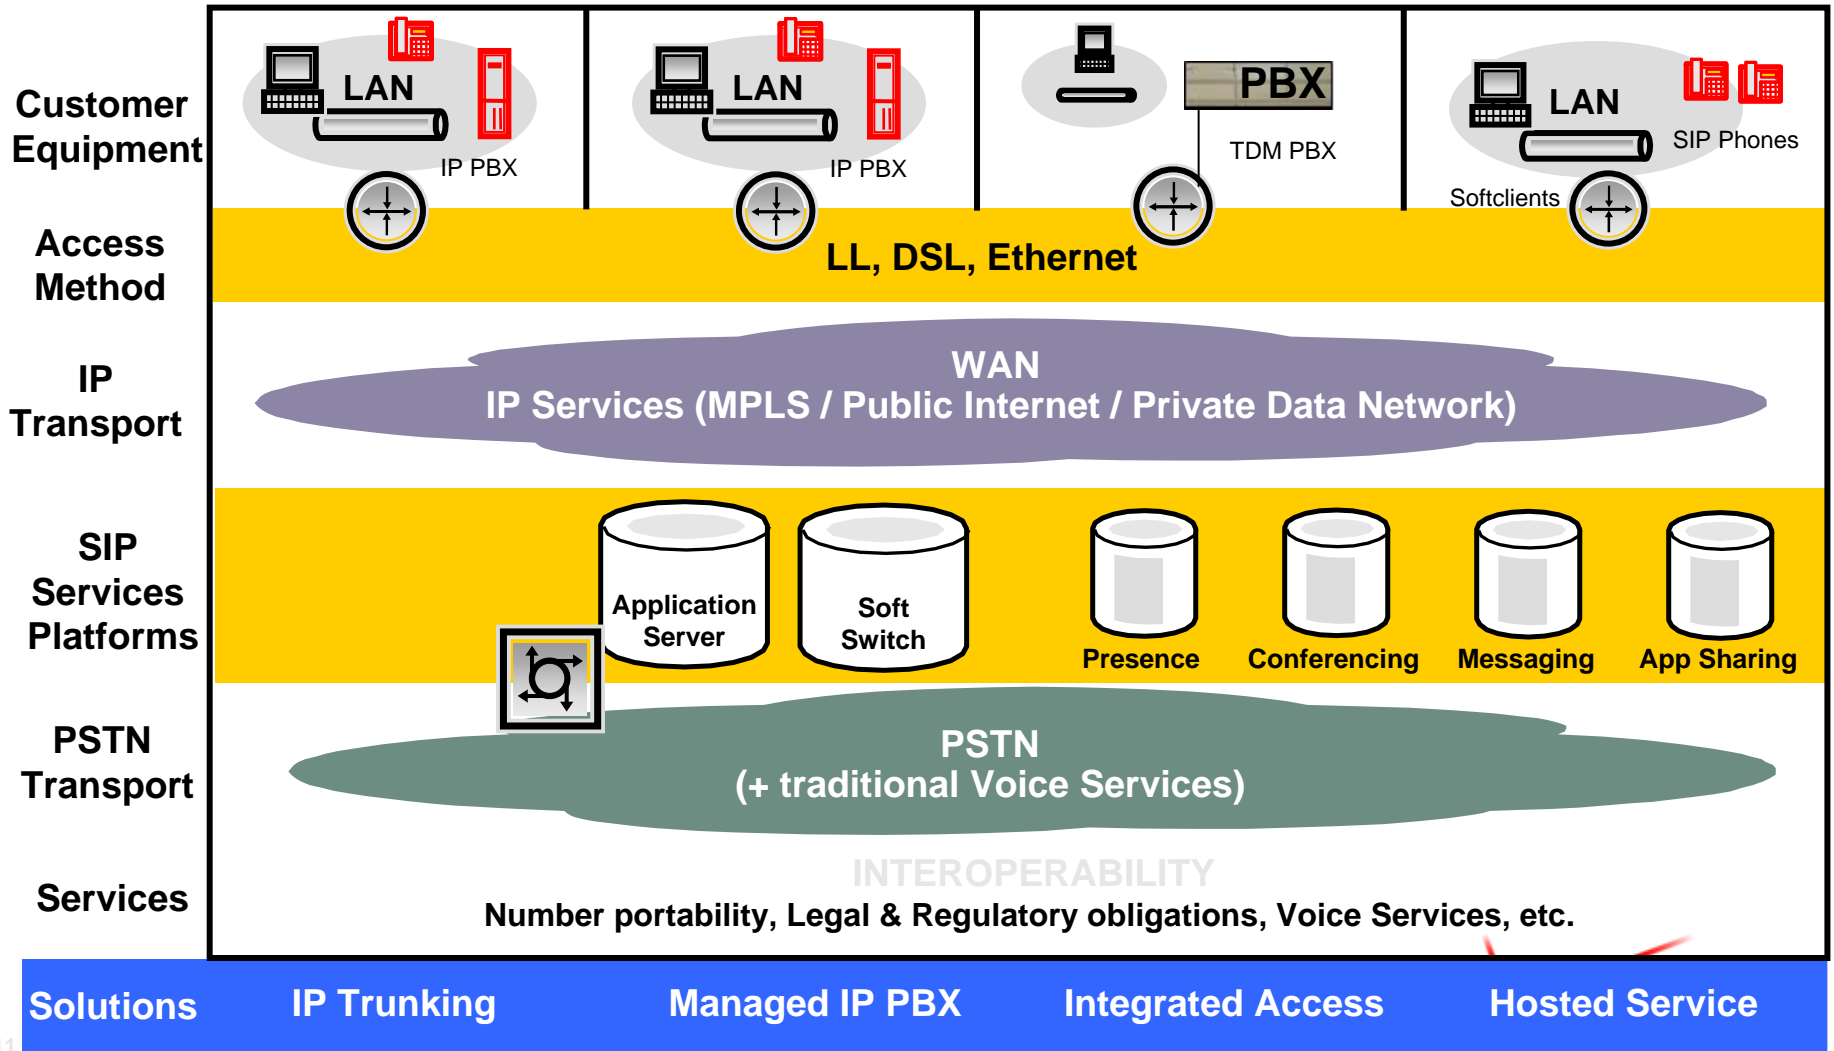 Customer
Equipment
LAN
IP PBX
LAN
IP PBX
PBX
TDM PBX
LAN
SIP Phones
Softclients
Access
Method
LL, DSL, Ethernet
IP
Transport
WAN
IP Services (MPLS / Public Internet / Private Data Network)
SIP
Services
Platforms
Application
Server
Soft
Switch
Presence
Conferencing
Messaging
App Sharing
PSTN
Transport
PSTN
(+ traditional Voice Services)
Services
INTEROPERABILITY
Number portability, Legal & Regulatory obligations, Voice Services, etc.
Solutions
IP Trunking
Managed IP PBX
Integrated Access
Hosted Service
11